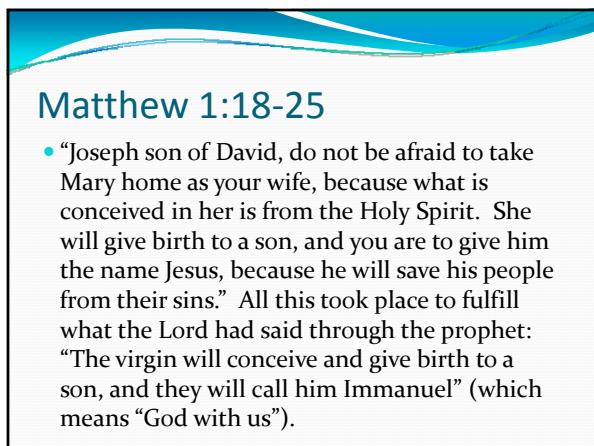 Matthew 1:18-25
• “Joseph son of David, do not be afraid to take
Mary home as your wife, because what is
conceived in her is from the Holy Spirit.  She
will give birth to a son, and you are to give him
the name Jesus, because he will save his people
from their sins.”  All this took place to fulfill
what the Lord had said through the prophet:
“The virgin will conceive and give birth to a
son, and they will call him Immanuel” (which
means “God with us”).